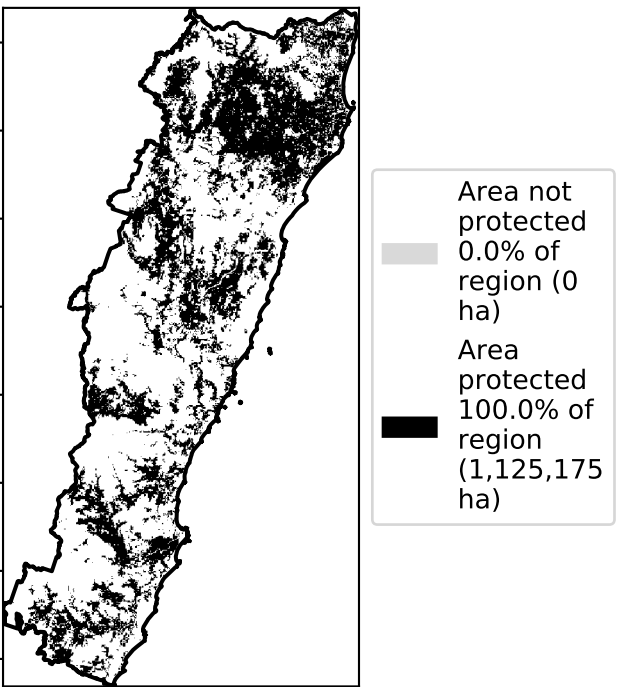 Area not
protected
0.0% of
region (0
ha)
Area
protected
100.0% of
region
(1,125,175
ha)